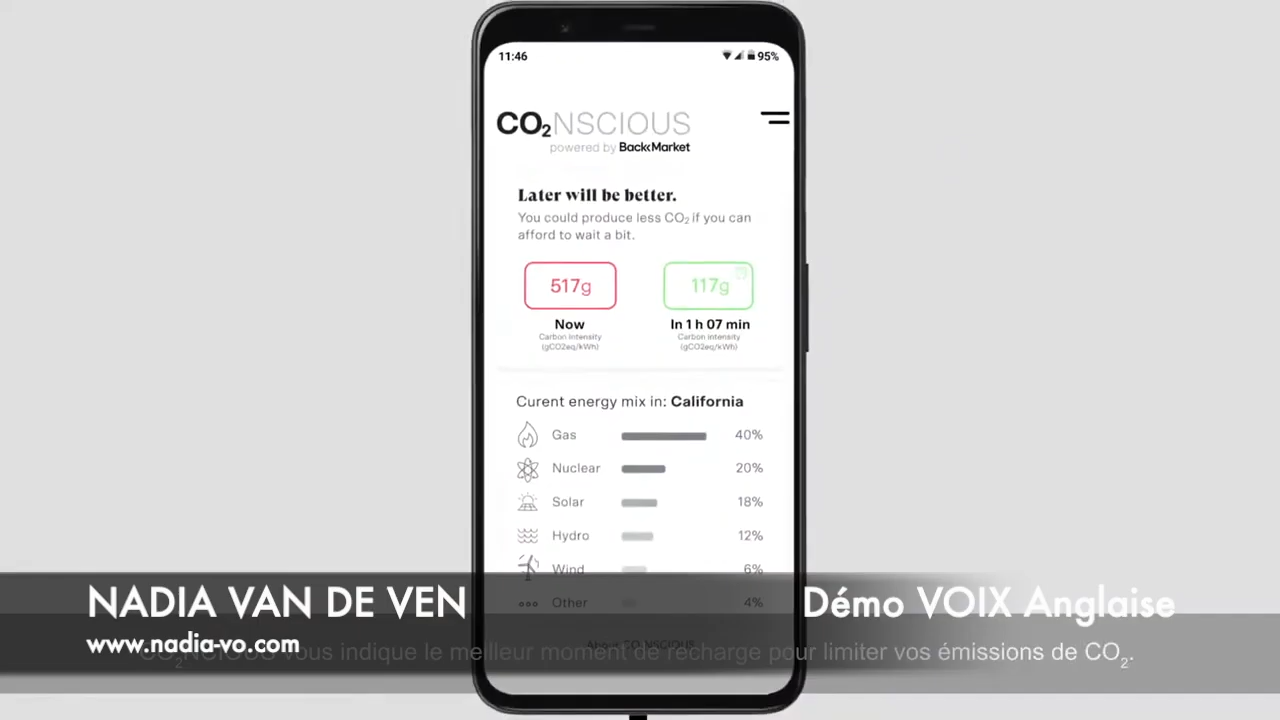 11:46
95%
CO2NSCIOUS
powered by BackMarket
Later will be better.
You could produce less CO2 if you can
afford to wait a bit.
517g
117g
Now
In 1 h 07 min
Carbon Intensity
Carbon Intensity
(gCO2eq/kWh)
(gCO2eq/kWh)
Curent energy mix in: California
Gas 40%
Nuclear 20%
Solar 18%
Hydro 12%
Wind 6%
Other 4%
NADIA VAN DE VEN
Démo VOIX Anglaise
www.nadia-vo.com
About CO2NSCIOUS
CO2NSCIOUS vous indique le meilleur moment de recharge pour limiter vos émissions de CO2.